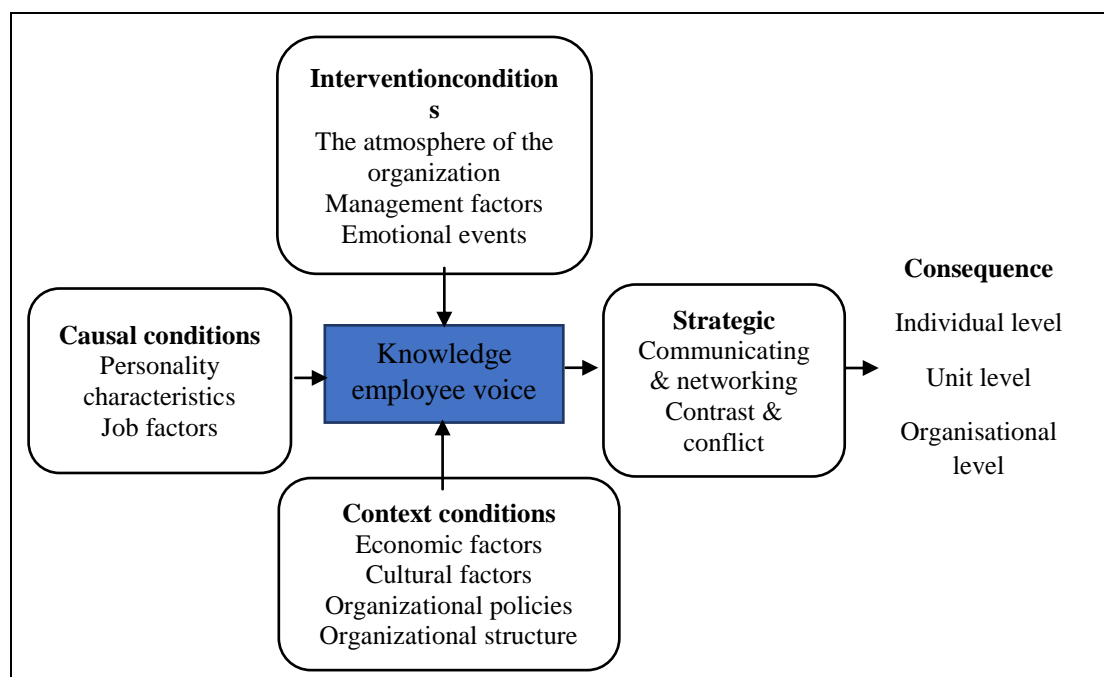 Interventioncondition
s
The atmosphere of the
organization
Management factors
Emotional events
Causal conditions
Personality
characteristics
Job factors
Knowledge
employee voice
Strategic
Communicating
& networking
Contrast &
conflict
Consequence
Individual level
Unit level
Organisational
level
Context conditions
Economic factors
Cultural factors
Organizational policies
Organizational structure